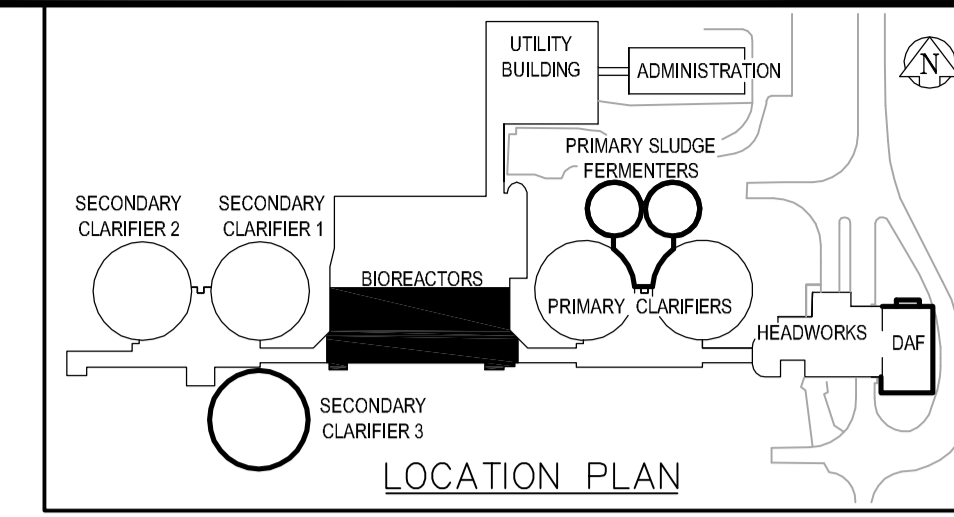 UTILITY
BUILDING
ADMINISTRATION
N
PRIMARY SLUDGE
FERMENTERS
SECONDARY
CLARIFIER 2
SECONDARY
CLARIFIER 1
BIOREACTORS
PRIMARY CLARIFIERS
HEADWORKS
DAF
SECONDARY
CLARIFIER 3
LOCATION PLAN